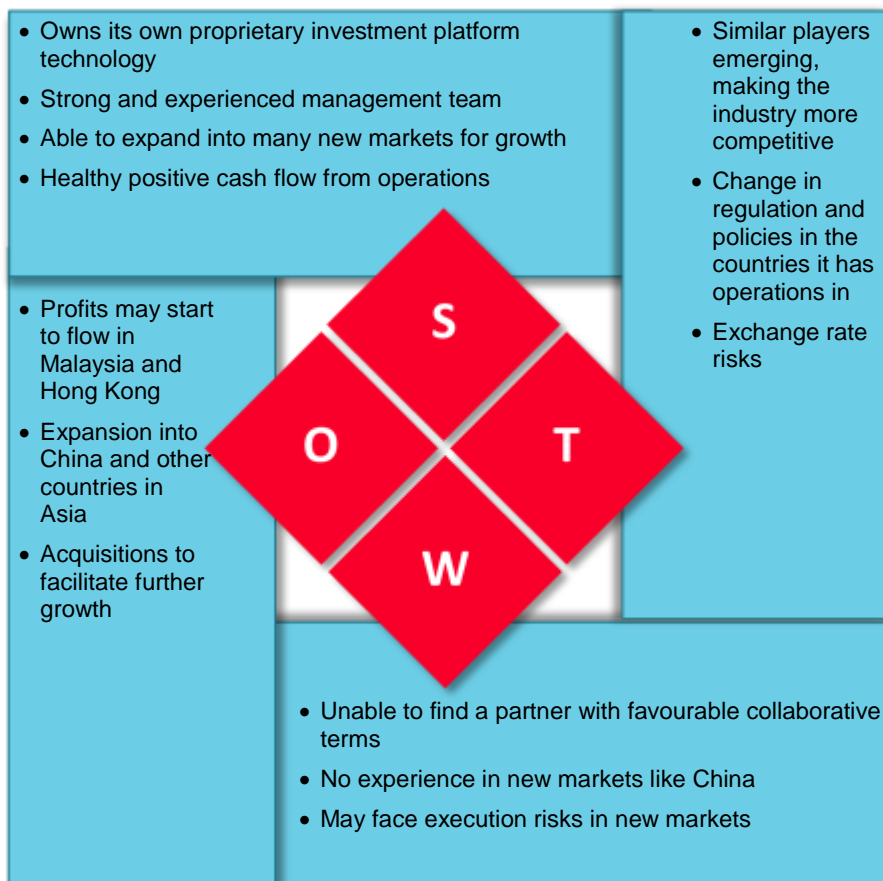 • Owns its own proprietary investment platform
technology
• Strong and experienced management team
• Able to expand into many new markets for growth
• Healthy positive cash flow from operations
• Similar players
emerging,
making the
industry more
competitive
• Change in
regulation and
policies in the
countries it has
operations in
• Exchange rate
risks
• Profits may start
to flow in
Malaysia and
Hong Kong
• Expansion into
China and other
countries in
Asia
• Acquisitions to
facilitate further
growth
S
O
T
W
• Unable to find a partner with favourable collaborative
terms
• No experience in new markets like China
• May face execution risks in new markets